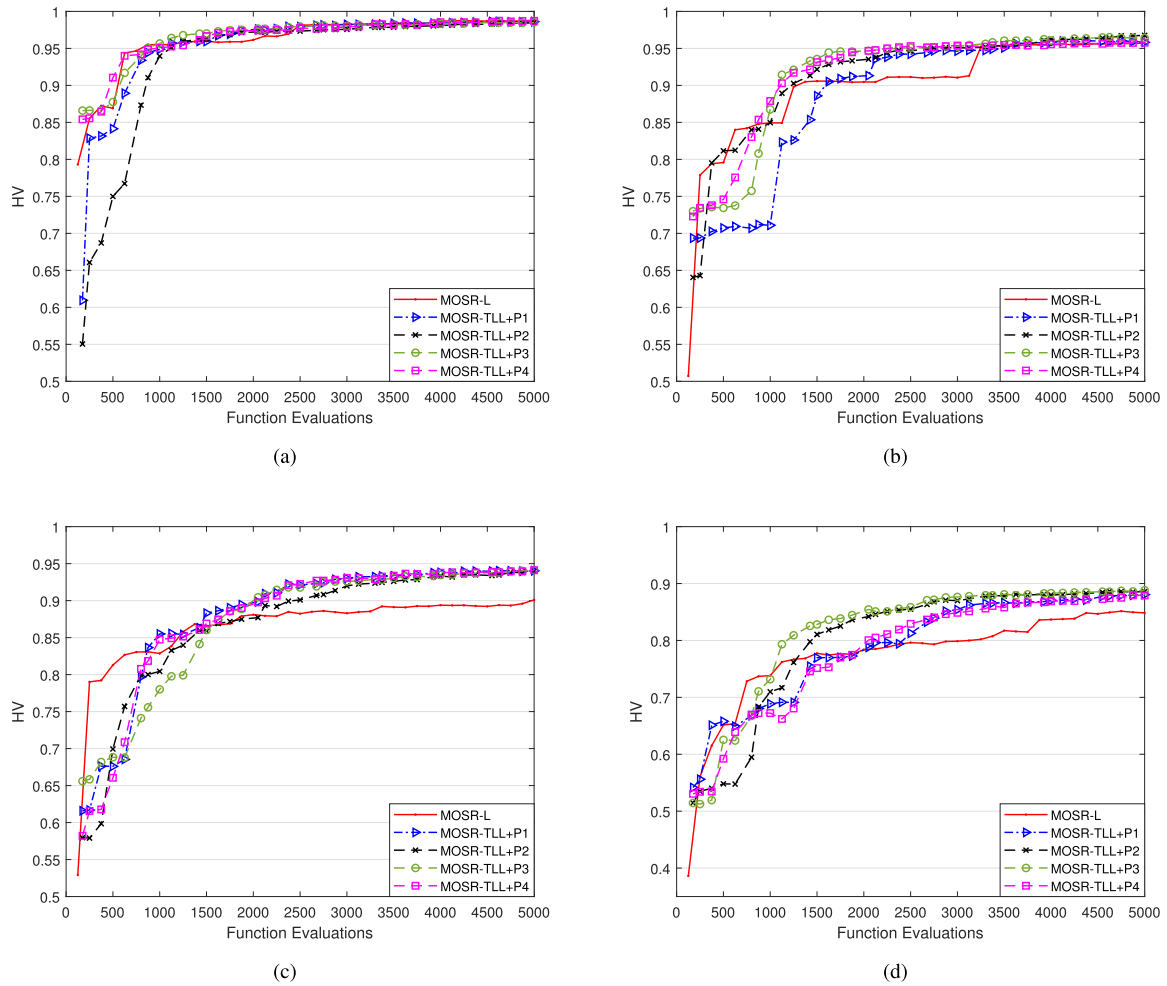 1
0.95
0.9
0.85
0.8
0.75
0.7
0.65
0.6
0.55
0.5
HV
0 500 1000 1500 2000 2500 3000 3500 4000 4500 5000
Function Evaluations
MOSR-L
MOSR-TLL+P1
MOSR-TLL+P2
MOSR-TLL+P3
MOSR-TLL+P4
(a)
1
0.95
0.9
0.85
0.8
0.75
0.7
0.65
0.6
0.55
0.5
HV
0 500 1000 1500 2000 2500 3000 3500 4000 4500 5000
Function Evaluations
MOSR-L
MOSR-TLL+P1
MOSR-TLL+P2
MOSR-TLL+P3
MOSR-TLL+P4
(b)
1
0.95
0.9
0.85
0.8
0.75
0.7
0.65
0.6
0.55
0.5
HV
0 500 1000 1500 2000 2500 3000 3500 4000 4500 5000
Function Evaluations
MOSR-L
MOSR-TLL+P1
MOSR-TLL+P2
MOSR-TLL+P3
MOSR-TLL+P4
(c)
1
0.9
0.8
0.7
0.6
0.5
0.4
HV
0 500 1000 1500 2000 2500 3000 3500 4000 4500 5000
Function Evaluations
MOSR-L
MOSR-TLL+P1
MOSR-TLL+P2
MOSR-TLL+P3
MOSR-TLL+P4
(d)